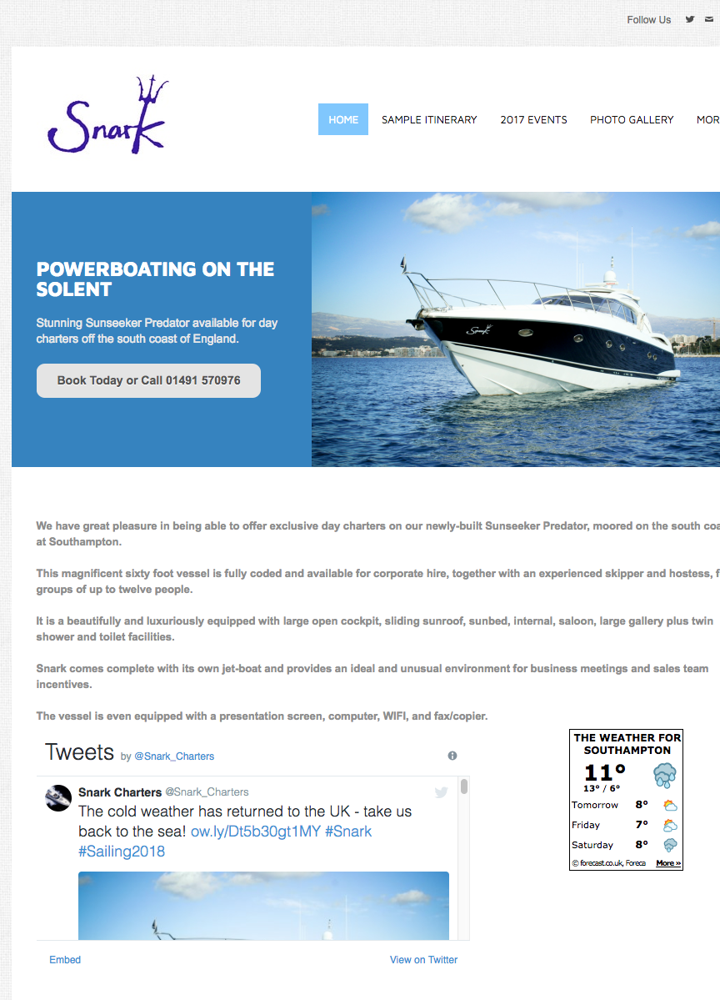 Follow Us
Snark
HOME
SAMPLE ITINERARY
2017 EVENTS
PHOTO GALLERY
MOR
POWERBOATING ON THE
SOLENT
Snark
Stunning Sunseeker Predator available for day
charters off the south coast of England.
Book Today or Call 01491 570976
We have great pleasure in being able to offer exclusive day charters on our newly-built Sunseeker Predator, moored on the south coa
at Southampton.
This magnificent sixty foot vessel is fully coded and available for corporate hire, together with an experienced skipper and hostess, f
groups of up to twelve people.
It is a beautifully and luxuriously equipped with large open cockpit, sliding sunroof, sunbed, internal, saloon, large gallery plus twin
shower and toilet facilities.
Snark comes complete with its own jet-boat and provides an ideal and unusual environment for business meetings and sales team
incentives.
The vessel is even equipped with a presentation screen, computer, WIFI, and fax/copier.
Tweets by @Snark_Charters
Snark Charters @Snark_Charters
The cold weather has returned to the UK - take us
back to the sea! ow.ly/Dt5b30gt1MY #Snark
#Sailing2018
Embed
View on Twitter
THE WEATHER FOR
SOUTHAMPTON
11°
13° / 6°
Tomorrow 8°
Friday 7°
Saturday 8°
© forecast.co.uk, Foreca More »